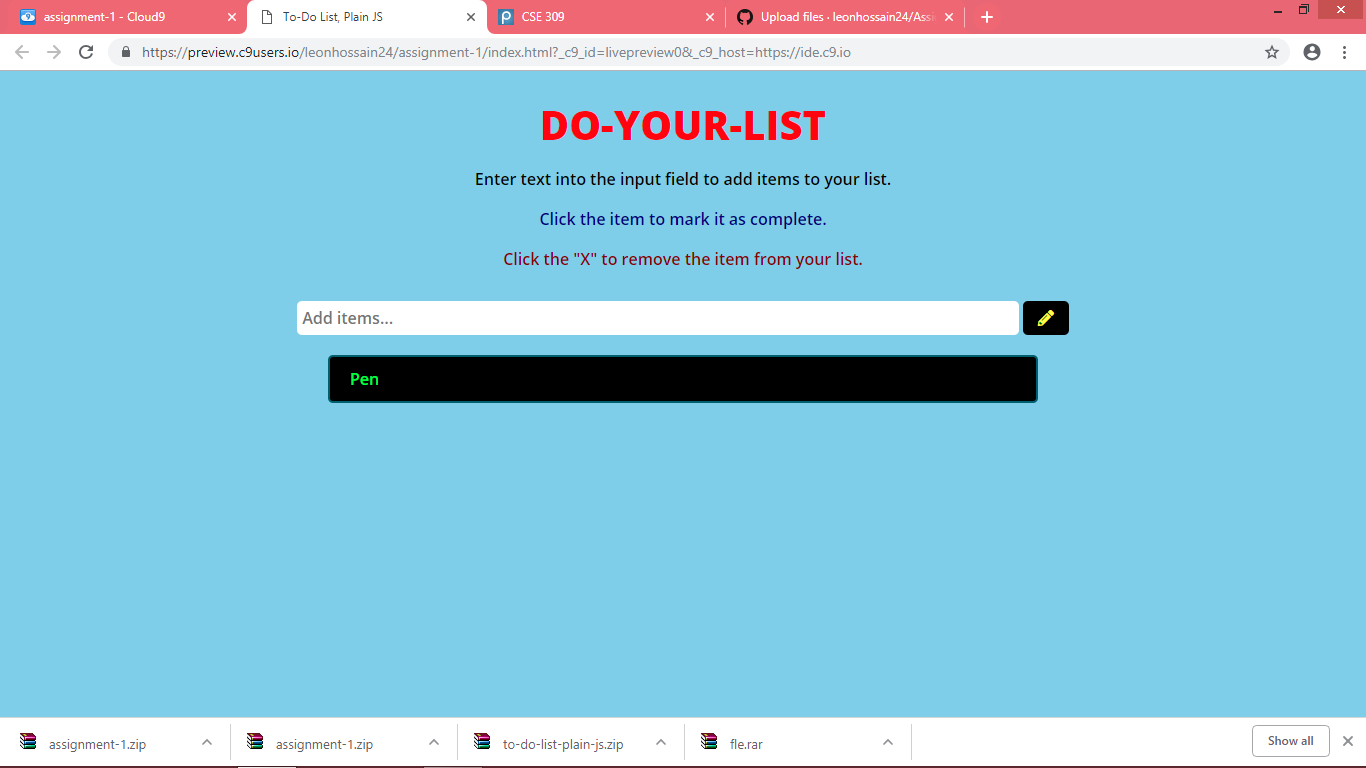 assignment-1 - Cloud9
To-Do List, Plain JS
CSE 309
Upload files · leonhossain24/Assi
https://preview.c9users.io/leonhossain24/assignment-1/index.html?_c9_id=livepreview0&_c9_host=https://ide.c9.io
DO-YOUR-LIST
Enter text into the input field to add items to your list.
Click the item to mark it as complete.
Click the "X" to remove the item from your list.
Add items...
Pen
assignment-1.zip
assignment-1.zip
to-do-list-plain-js.zip
fle.rar
Show all